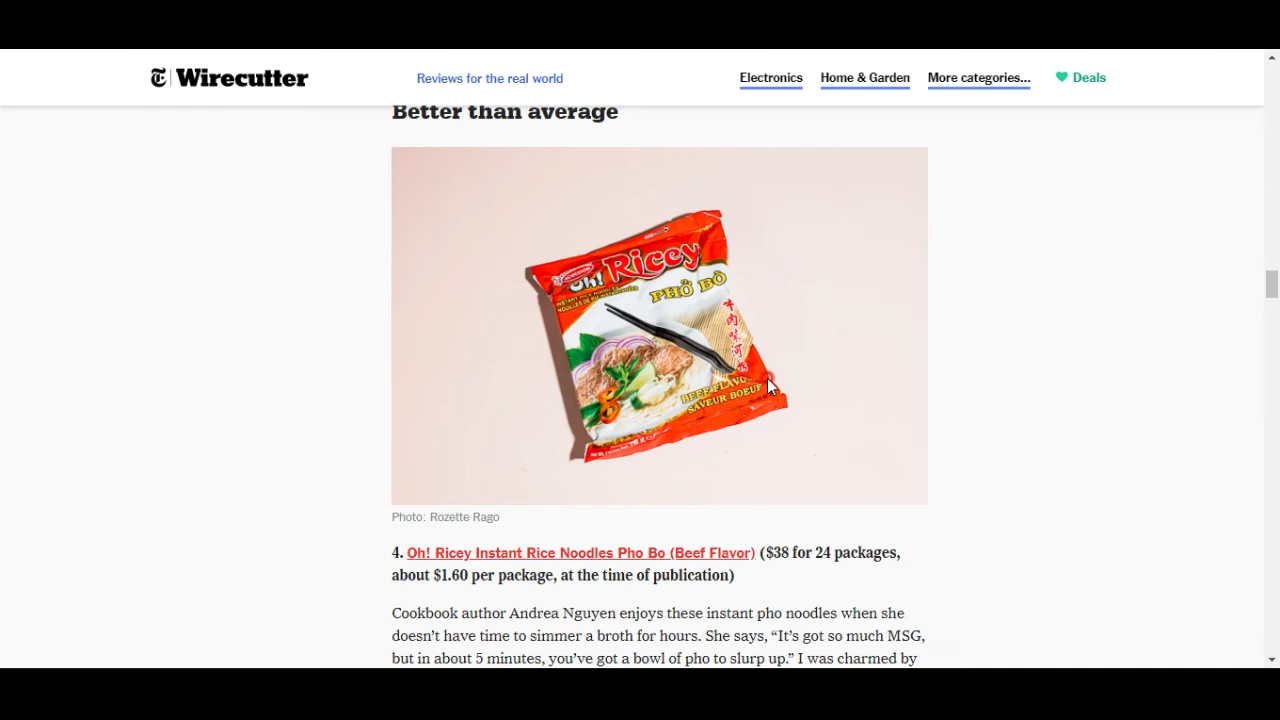 Wirecutter
Reviews for the real world
Electronics
Home & Garden
More categories...
Deals
Better than average
Oh! Ricey
PHỞ BÒ
BEEF FLAVOUR
SAVEUR BOEUF
Photo: Rozette Rago
4. Oh! Ricey Instant Rice Noodles Pho Bo (Beef Flavor) ($38 for 24 packages,
about $1.60 per package, at the time of publication)
Cookbook author Andrea Nguyen enjoys these instant pho noodles when she
doesn’t have time to simmer a broth for hours. She says, “It’s got so much MSG,
but in about 5 minutes, you’ve got a bowl of pho to slurp up.” I was charmed by